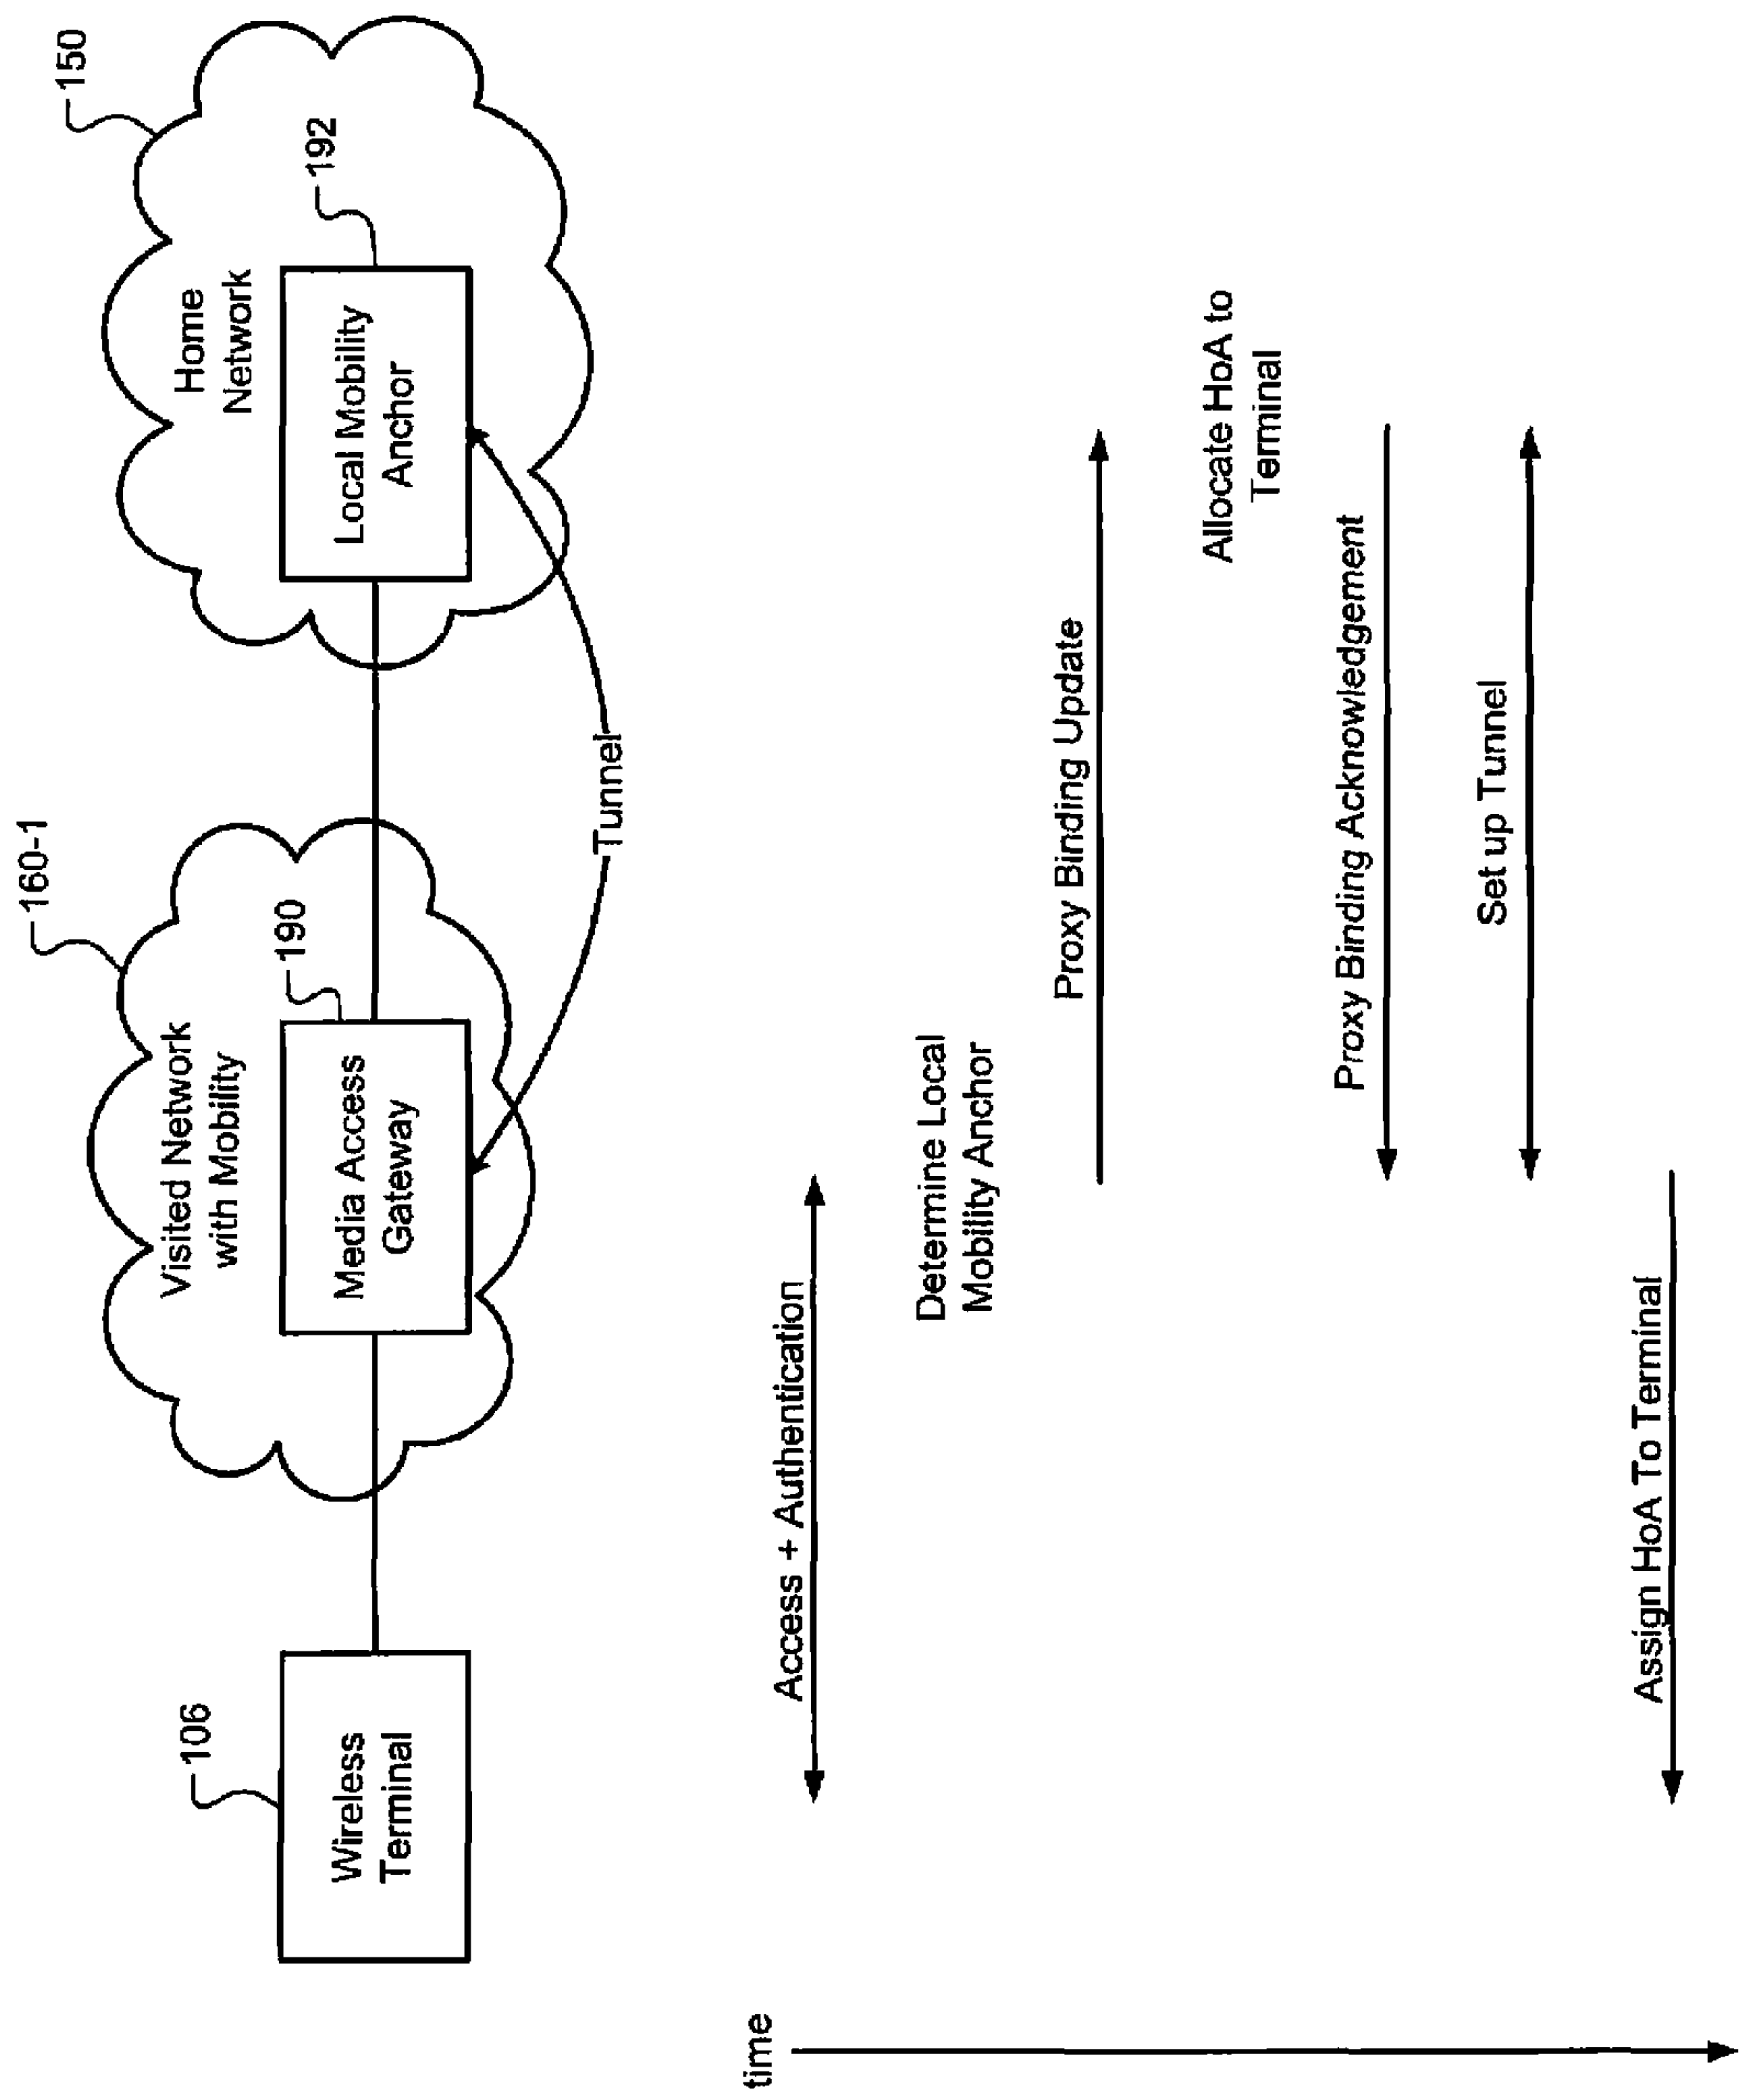 150
Home
Network
192
Local Mobility
Anchor
160-1
Visited Network
with Mobility
190
Media Access
Gateway
106
Wireless
Terminal
Tunnel
time
Access + Authentication
Determine Local
Mobility Anchor
Proxy Binding Update
Allocate HoA to
Terminal
Proxy Binding Acknowledgement
Set up Tunnel
Assign HoA To Terminal